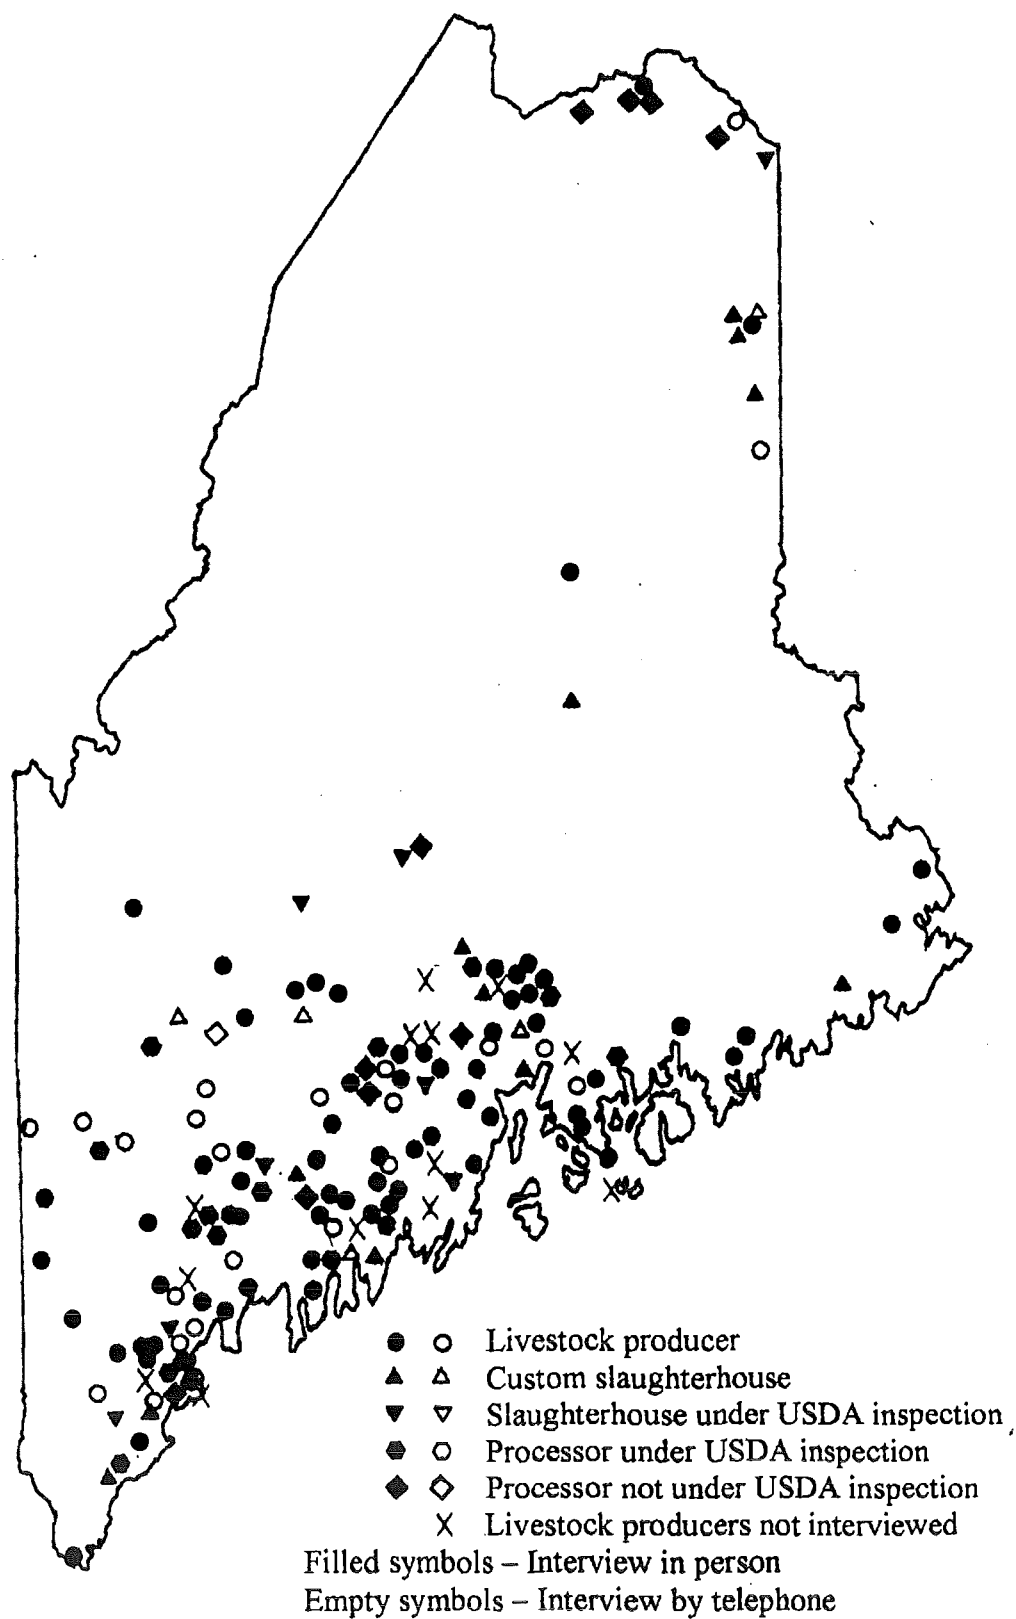 Livestock producer
Custom slaughterhouse
Slaughterhouse under USDA inspection
Processor under USDA inspection
Processor not under USDA inspection
Livestock producers not interviewed
Filled symbols – Interview in person
Empty symbols – Interview by telephone